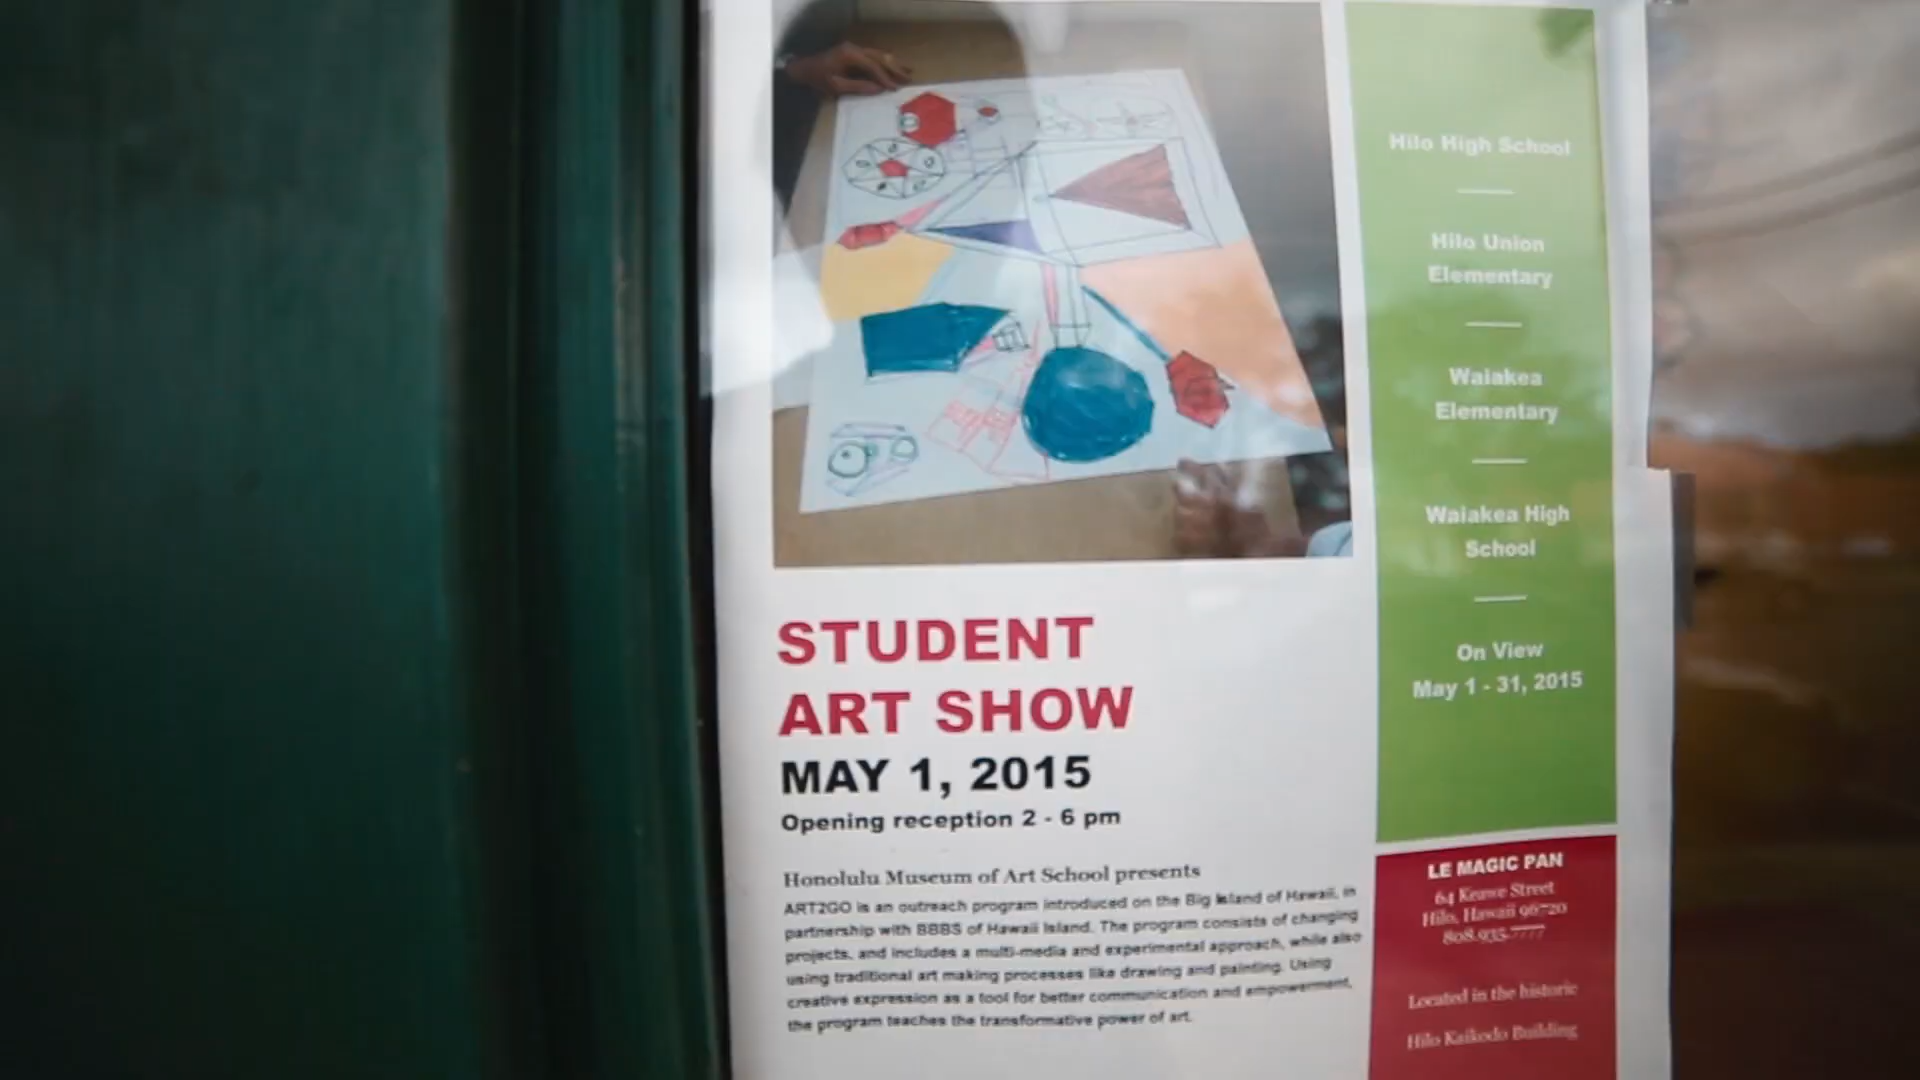 Hilo High School
Hilo Union
Elementary
Waiakea
Elementary
Waiakea High
School
On View
May 1 - 31, 2015
STUDENT
ART SHOW
MAY 1, 2015
Opening reception 2 - 6 pm
Honolulu Museum of Art School presents
ART2GO is an outreach program introduced on the Big Island of Hawaii, in
partnership with BBBS of Hawaii Island. The program consists of changing
projects, and includes a multi-media and experimental approach, while also
using traditional art making processes like drawing and painting. Using
creative expression as a tool for better communication and empowerment,
the program teaches the transformative power of art.
LE MAGIC PAN
64 Keawe Street
Hilo, Hawaii 96720
808.935.7777
Located in the historic
Hilo Kaikodo Building